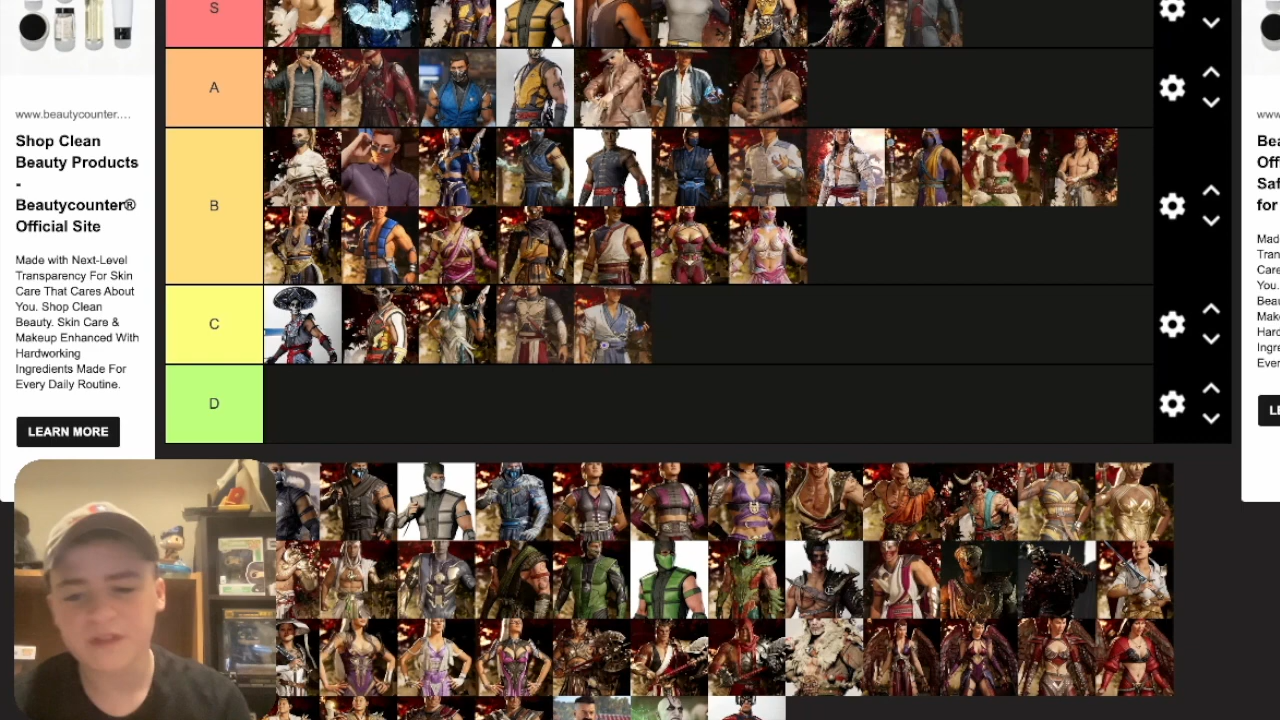 S
A
B
C
D
www.beautycounter....
Shop Clean
Beauty Products
-
Beautycounter®
Official Site
Made with Next-Level
Transparency For Skin
Care That Cares About
You. Shop Clean
Beauty. Skin Care &
Makeup Enhanced With
Hardworking
Ingredients Made For
Every Daily Routine.
LEARN MORE